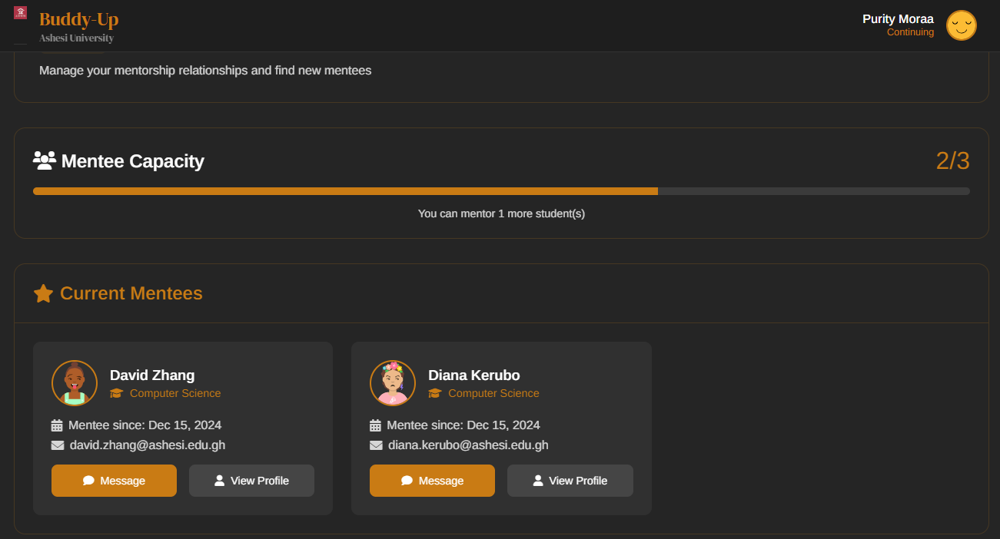 Buddy-Up
Ashesi University
Purity Moraa
Continuing
Manage your mentorship relationships and find new mentees
Mentee Capacity
2/3
You can mentor 1 more student(s)
Current Mentees
David Zhang
Computer Science
Mentee since: Dec 15, 2024
david.zhang@ashesi.edu.gh
Message
View Profile
Diana Kerubo
Computer Science
Mentee since: Dec 15, 2024
diana.kerubo@ashesi.edu.gh
Message
View Profile